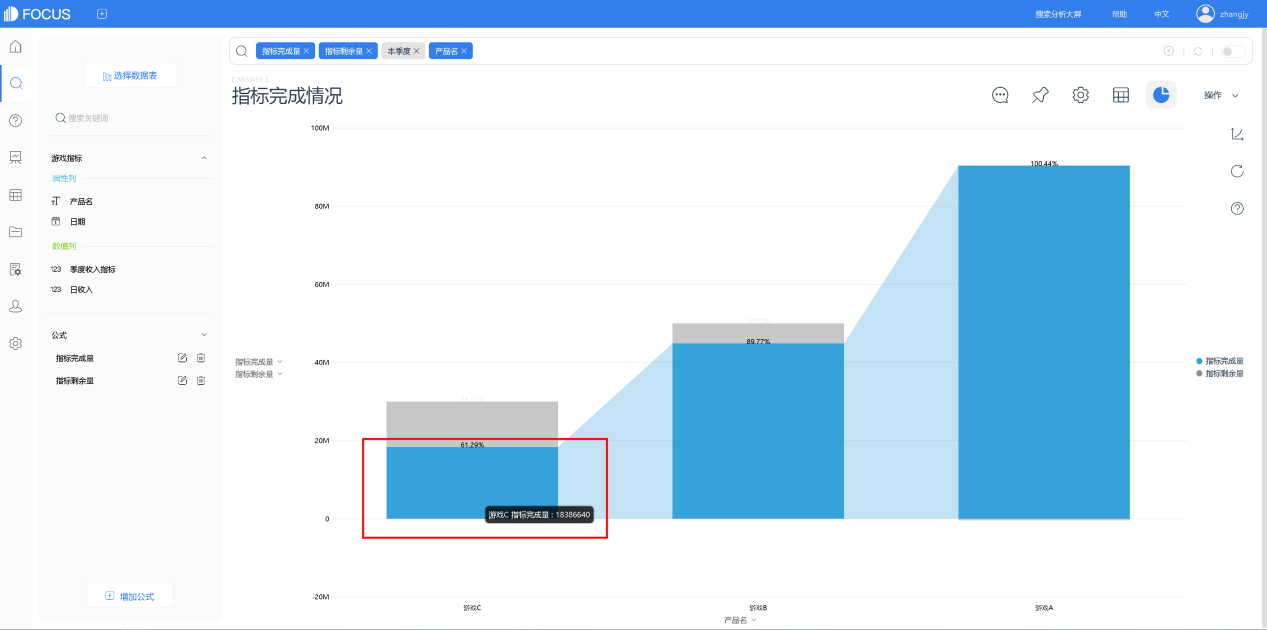 FOCUS
搜索分析大屏
帮助
中文
zhangjy
选择数据表
搜索关键词
游戏指标
属性列
产品名
日期
数值列
123 季度收入指标
123 日收入
公式
指标完成量
指标剩余量
增加公式
指标完成量 × 指标剩余量 × 本季度 × 产品名 ×
[ ANSWER ]
指标完成情况
操作
100M
80M
60M
40M
20M
0
-20M
指标完成量
指标剩余量
61.29%
89.77%
100.44%
游戏C 指标完成量 : 18386640
游戏C
游戏B
游戏A
产品名
指标完成量
指标剩余量